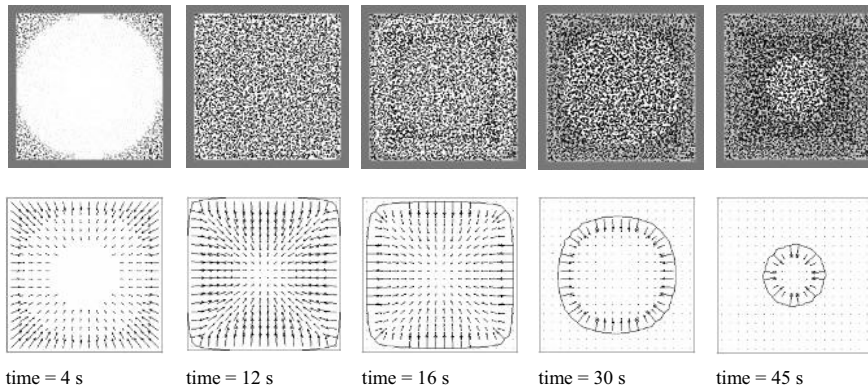 time = 4 s
time = 12 s
time = 16 s
time = 30 s
time = 45 s